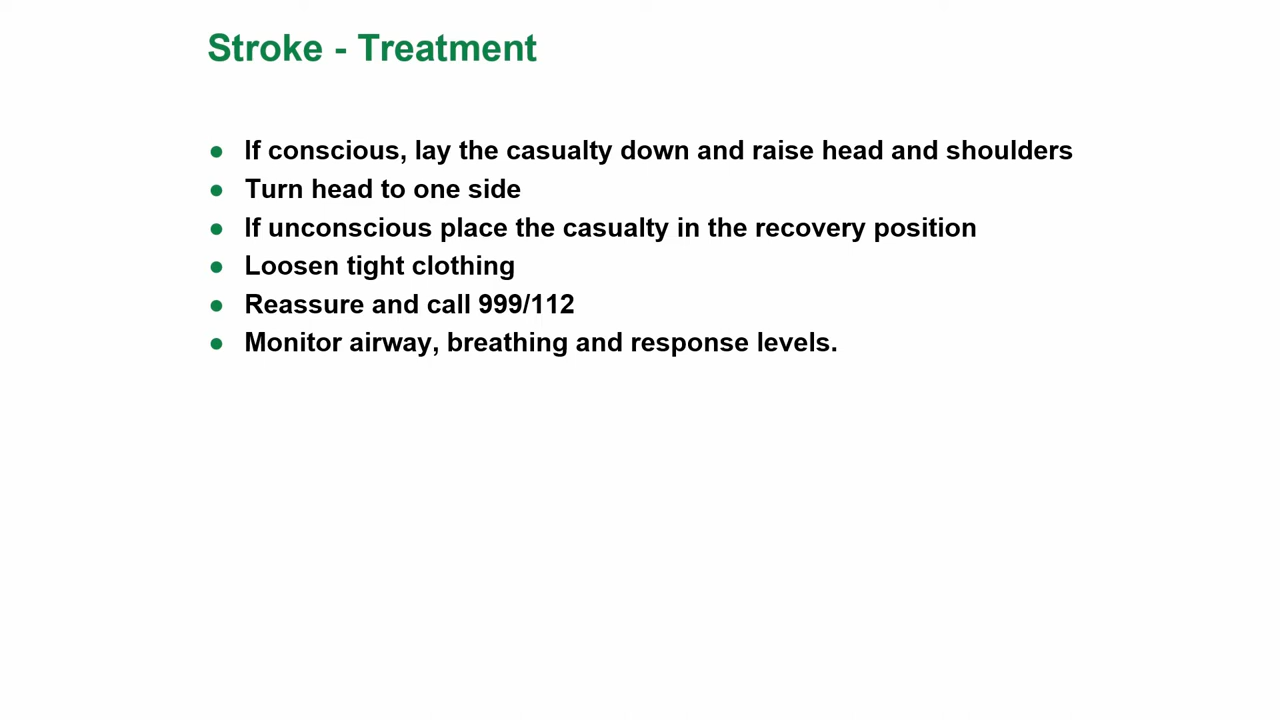 Stroke - Treatment
● If conscious, lay the casualty down and raise head and shoulders
● Turn head to one side
● If unconscious place the casualty in the recovery position
● Loosen tight clothing
● Reassure and call 999/112
● Monitor airway, breathing and response levels.